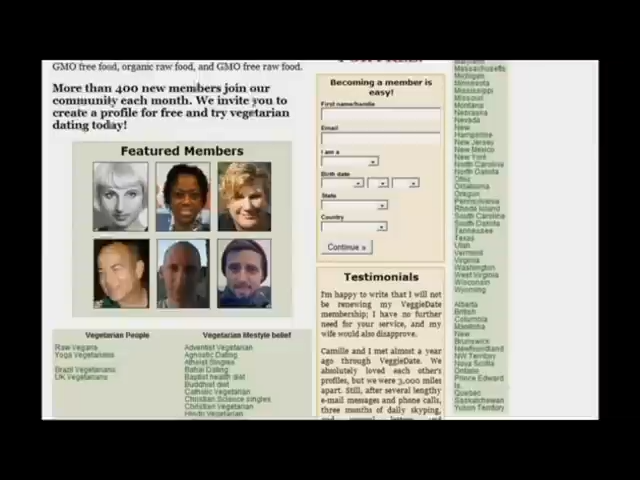 GMO free food, organic raw food, and GMO free raw food.
More than 400 new members join our
community each month. We invite you to
create a profile for free and try vegetarian
dating today!
Featured Members
Vegetarian People
Raw Vegans
Yoga Vegetarians
Brazil Vegetarians
UK Vegetarians
Vegetarian lifestyle belief
Adventist Vegetarian
Agnostic Dating
Atheist Singles
Bahai Dating
Baptist health diet
Buddhist diet
Catholic Vegetarian
Christian Science singles
Christian Vegetarian
Hindu Vegetarian
Becoming a member is
easy!
First name/handle
Email
I am a
Birth date
State
Country
Continue »
Testimonials
I'm happy to write that I will not
be renewing my VeggieDate
membership; I have no further
need for your service, and my
wife would also disapprove.
Camille and I met almost a year
ago through VeggieDate. We
absolutely loved each other's
profiles, but we were 3,000 miles
apart. Still, after several lengthy
e-mail messages and phone calls,
three months of daily skyping,
Massachusetts
Michigan
Minnesota
Mississippi
Missouri
Montana
Nebraska
Nevada
New
Hampshire
New Jersey
New Mexico
New York
North Carolina
North Dakota
Ohio
Oklahoma
Oregon
Pennsylvania
Rhode Island
South Carolina
South Dakota
Tennessee
Texas
Utah
Vermont
Virginia
Washington
West Virginia
Wisconsin
Wyoming
Alberta
British
Columbia
Manitoba
New
Brunswick
Newfoundland
NW Territory
Nova Scotia
Ontario
Prince Edward
Is.
Quebec
Saskatchewan
Yukon Territory